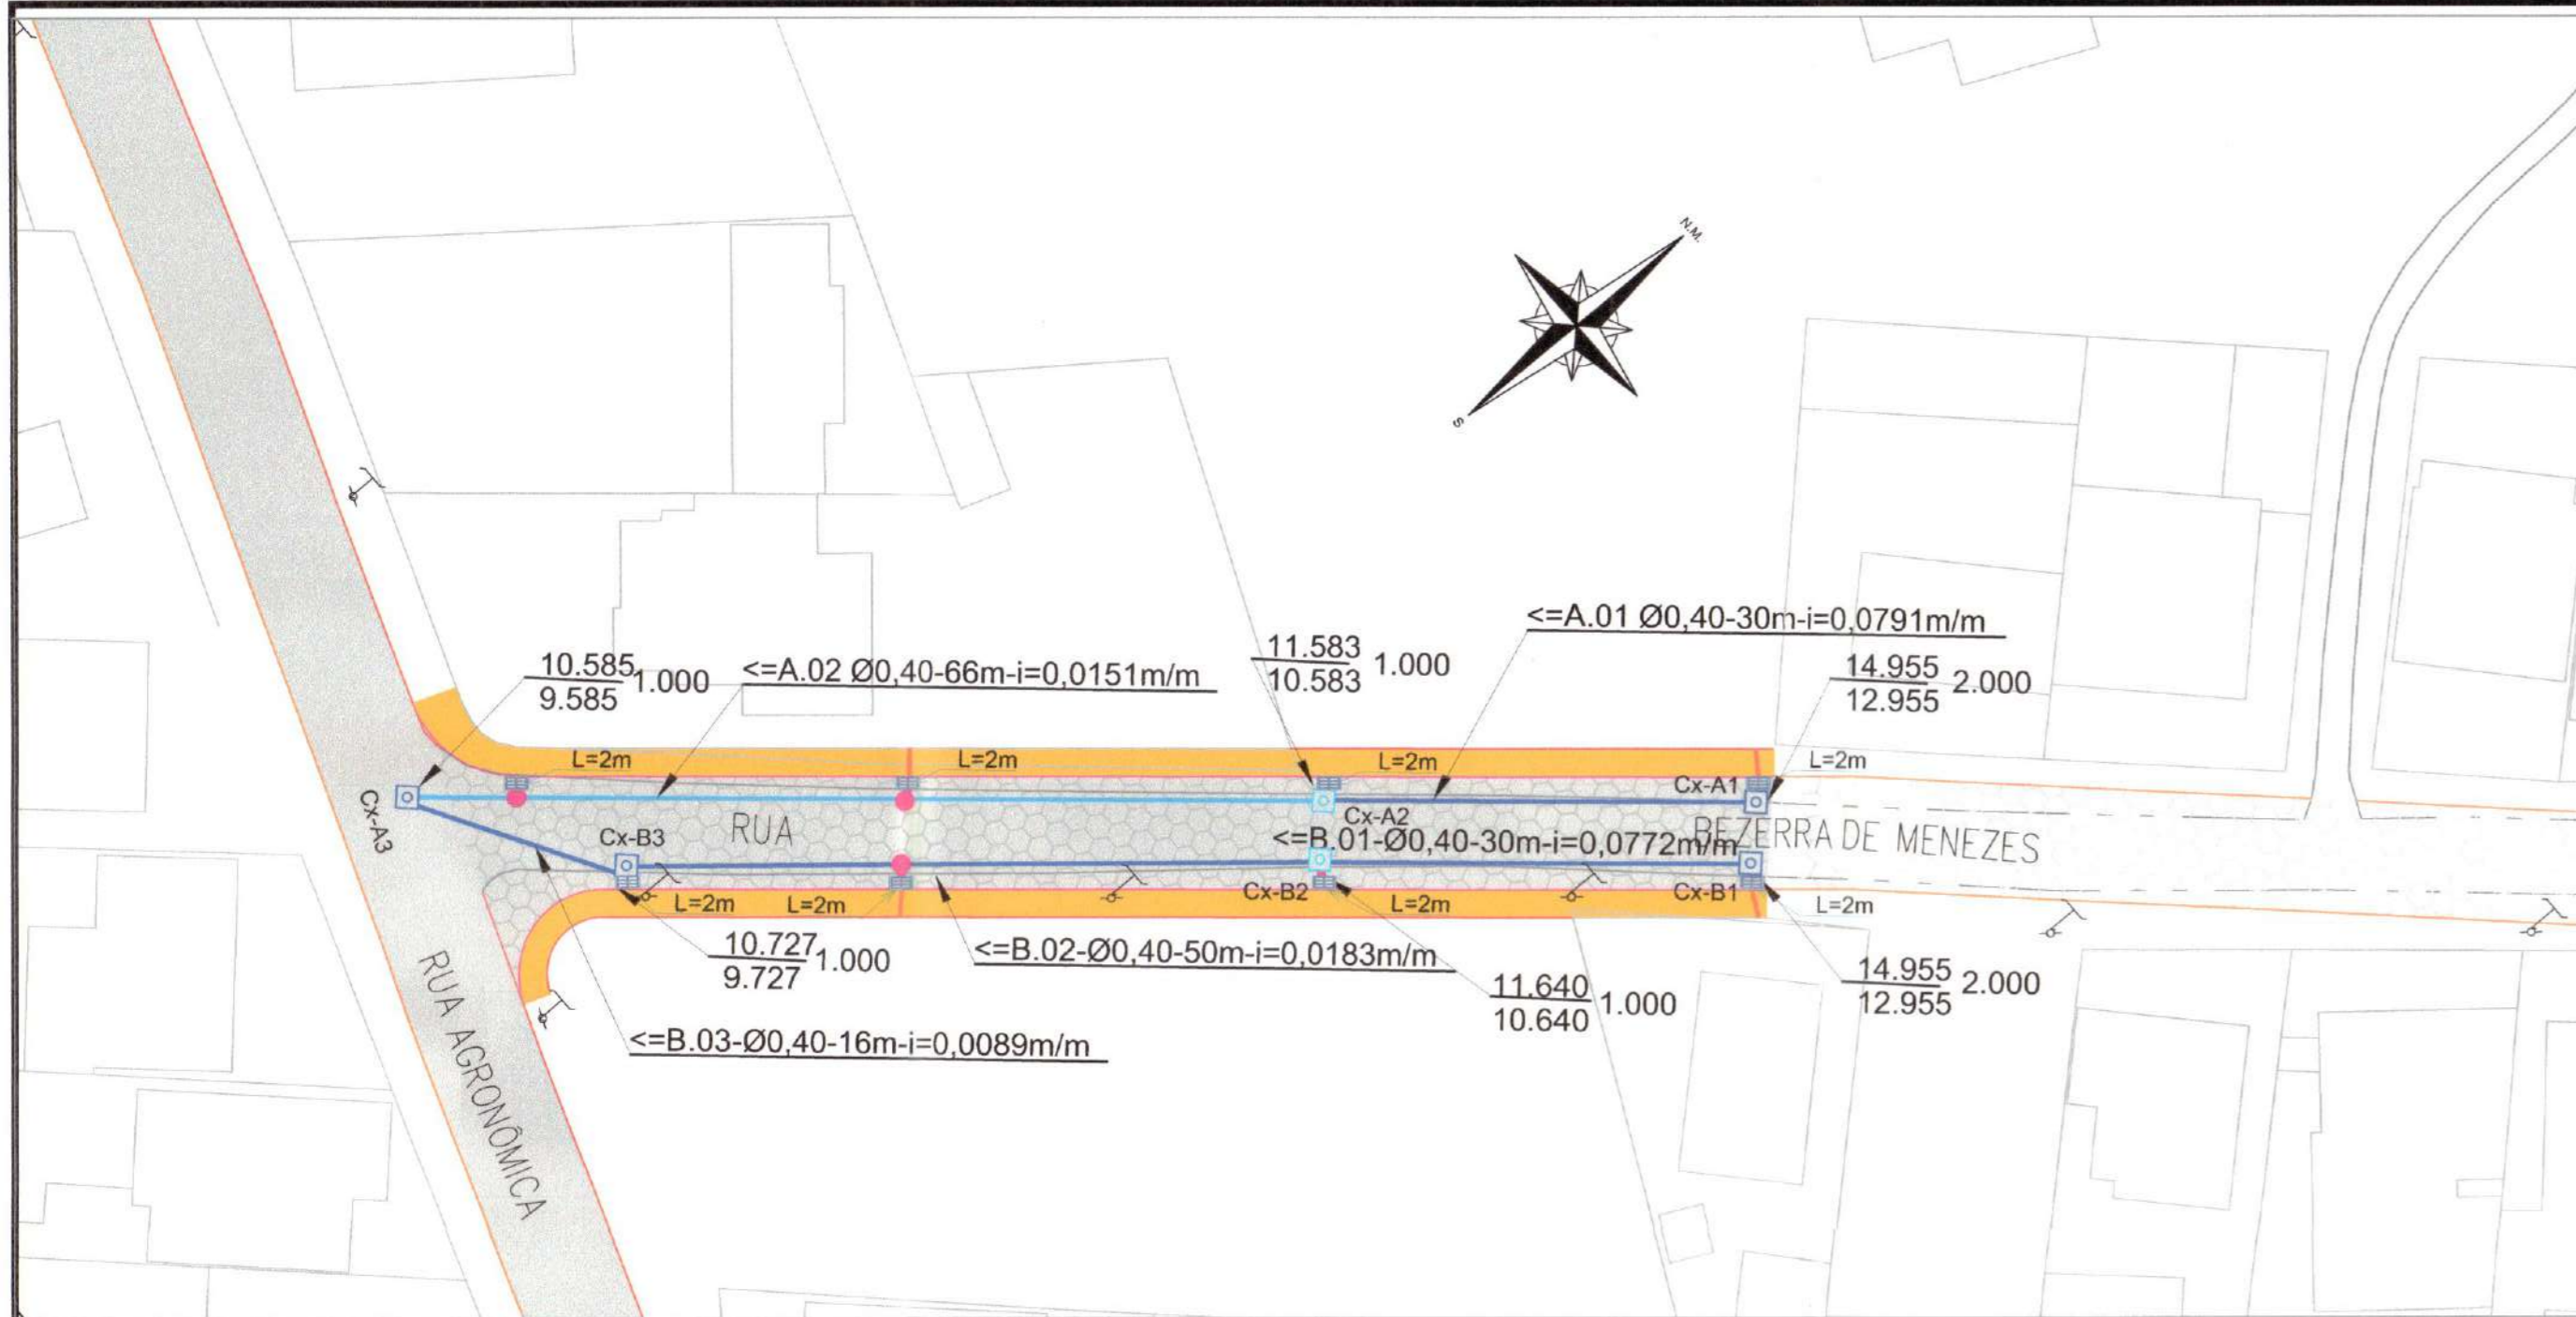 N.M.
S
<=A.01 Ø0,40-30m-i=0,0791m/m
11.583
10.583
1.000
10.585
9.585
1.000
<=A.02 Ø0,40-66m-i=0,0151m/m
14.955
12.955
2.000
L=2m
L=2m
L=2m
L=2m
Cx-A1
Cx-A3
Cx-A2
RUA
BEZERRA DE MENEZES
Cx-B3
<=B.01-Ø0,40-30m-i=0,0772m/m
Cx-B2
Cx-B1
L=2m
L=2m
L=2m
L=2m
10.727
9.727
1.000
<=B.02-Ø0,40-50m-i=0,0183m/m
11.640
10.640
1.000
14.955
12.955
2.000
<=B.03-Ø0,40-16m-i=0,0089m/m
RUA AGRONÔMICA